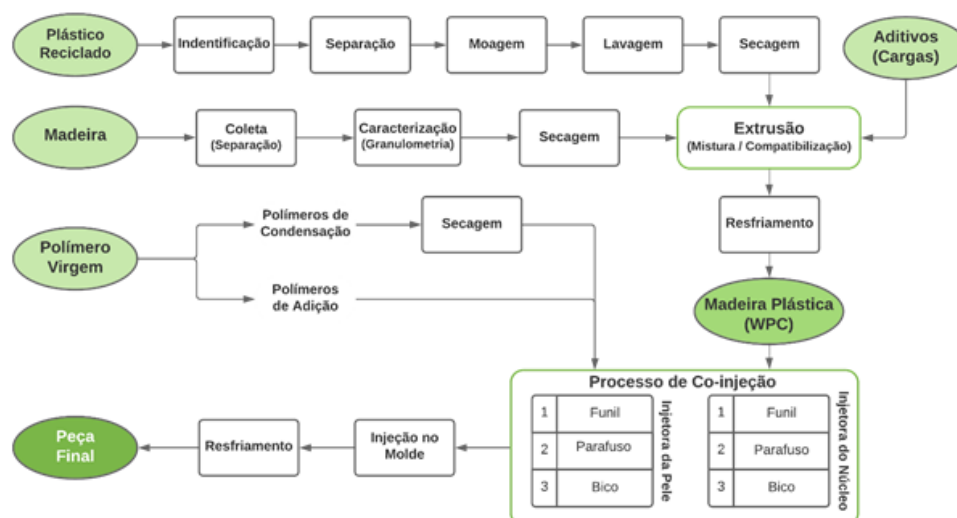 Plástico
Reciclado
Indentificação
Separação
Moagem
Lavagem
Secagem
Aditivos
(Cargas)
Madeira
Coleta
(Separação)
Caracterização
(Granulometria)
Secagem
Extrusão
(Mistura / Compatibilização)
Polímero
Virgem
Polímeros de
Condensação
Secagem
Resfriamento
Polímeros
de Adição
Madeira Plástica
(WPC)
Processo de Co-injeção
1 Funil
2 Parafuso
3 Bico
Injetora da Pele
1 Funil
2 Parafuso
3 Bico
Injetora do Núcleo
Injeção no
Molde
Resfriamento
Peça
Final